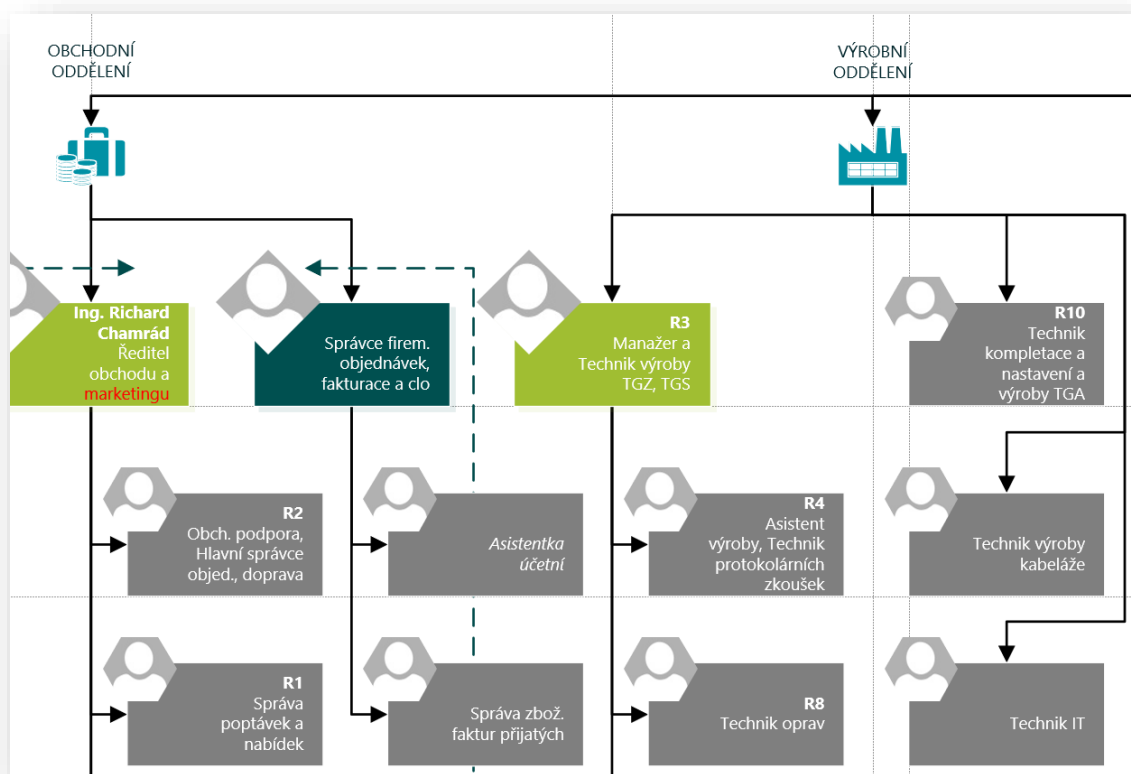 OBCHODNÍ
ODDĚLENÍ
VÝROBNÍ
ODDĚLENÍ
Ing. Richard
Chamrád
Ředitel
obchodu a
marketingu
Správce firem.
objednávek,
fakturace a clo
R3
Manažer a
Technik výroby
TGZ, TGS
R10
Technik
kompletace a
nastavení a
výroby TGA
R2
Obch. podpora,
Hlavní správce
objed., doprava
Asistentka
účetní
R4
Asistent
výroby, Technik
protokolárních
zkoušek
Technik výroby
kabeláže
R1
Správa
poptávek a
nabídek
Správa zbož.
faktur přijatých
R8
Technik oprav
Technik IT